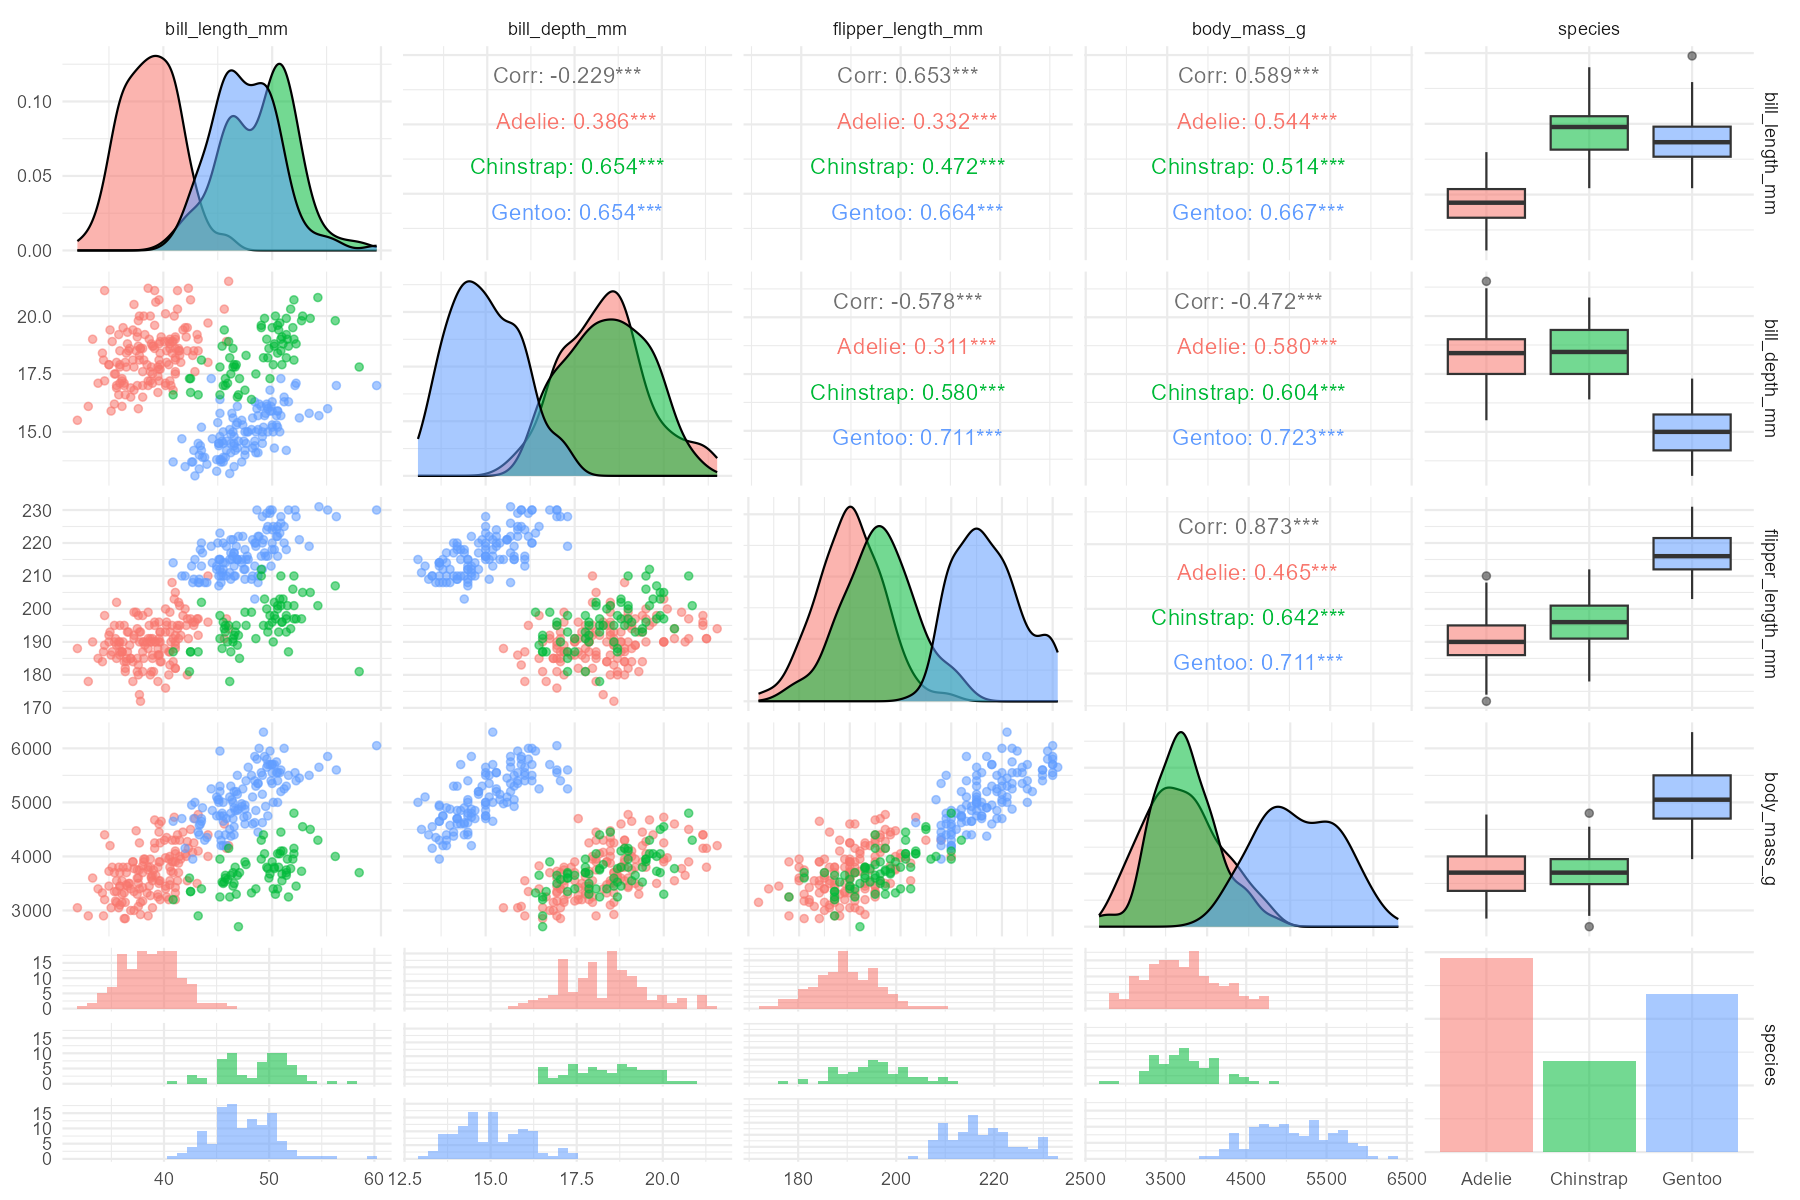 bill_length_mm bill_depth_mm flipper_length_mm body_mass_g species
0.10
0.05
0.00
Corr: -0.229***
Adelie: 0.386***
Chinstrap: 0.654***
Gentoo: 0.654***
Corr: 0.653***
Adelie: 0.332***
Chinstrap: 0.472***
Gentoo: 0.664***
Corr: 0.589***
Adelie: 0.544***
Chinstrap: 0.514***
Gentoo: 0.667***
bill_length_mm
20.0
17.5
15.0
Corr: -0.578***
Adelie: 0.311***
Chinstrap: 0.580***
Gentoo: 0.711***
Corr: -0.472***
Adelie: 0.580***
Chinstrap: 0.604***
Gentoo: 0.723***
bill_depth_mm
230
220
210
200
190
180
170
Corr: 0.873***
Adelie: 0.465***
Chinstrap: 0.642***
Gentoo: 0.711***
flipper_length_mm
6000
5000
4000
3000
body_mass_g
15
10
5
0
15
10
5
0
15
10
5
0
species
40 50 60 12.5 15.0 17.5 20.0 180 200 220 2500 3500 4500 5500 6500 Adelie Chinstrap Gentoo